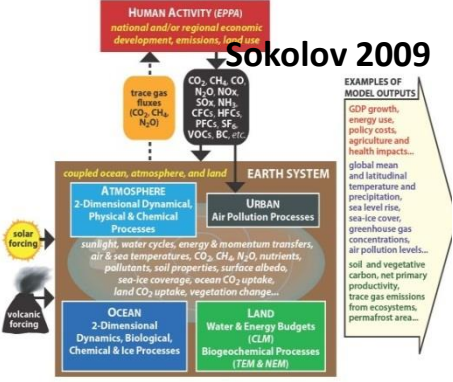 HUMAN ACTIVITY (EPPA)
national and/or regional economic
development, emissions, land use
Sokolov 2009
trace gas
fluxes
(CO2, CH4,
N2O)
CO2, CH4, CO,
N2O, NOx,
SOx, NH3,
CFCs, HFCs,
PFCs, SF6,
VOCs, BC, etc.
coupled ocean, atmosphere, and land
EARTH SYSTEM
ATMOSPHERE
2-Dimensional Dynamical,
Physical & Chemical
Processes
URBAN
Air Pollution Processes
solar
forcing
sunlight, water cycles, energy & momentum transfers,
air & sea temperatures, CO2, CH4, N2O, nutrients,
pollutants, soil properties, surface albedo,
sea-ice coverage, ocean CO2 uptake,
land CO2 uptake, vegetation change...
volcanic
forcing
OCEAN
2-Dimensional
Dynamics, Biological,
Chemical & Ice Processes
LAND
Water & Energy Budgets
(CLM)
Biogeochemical Processes
(TEM & NEM)
EXAMPLES OF
MODEL OUTPUTS
GDP growth,
energy use,
policy costs,
agriculture and
health impacts...
global mean
and latitudinal
temperature and
precipitation,
sea level rise,
sea-ice cover,
greenhouse gas
concentrations,
air pollution levels...
soil and vegetative
carbon, net primary
productivity,
trace gas emissions
from ecosystems,
permafrost area...